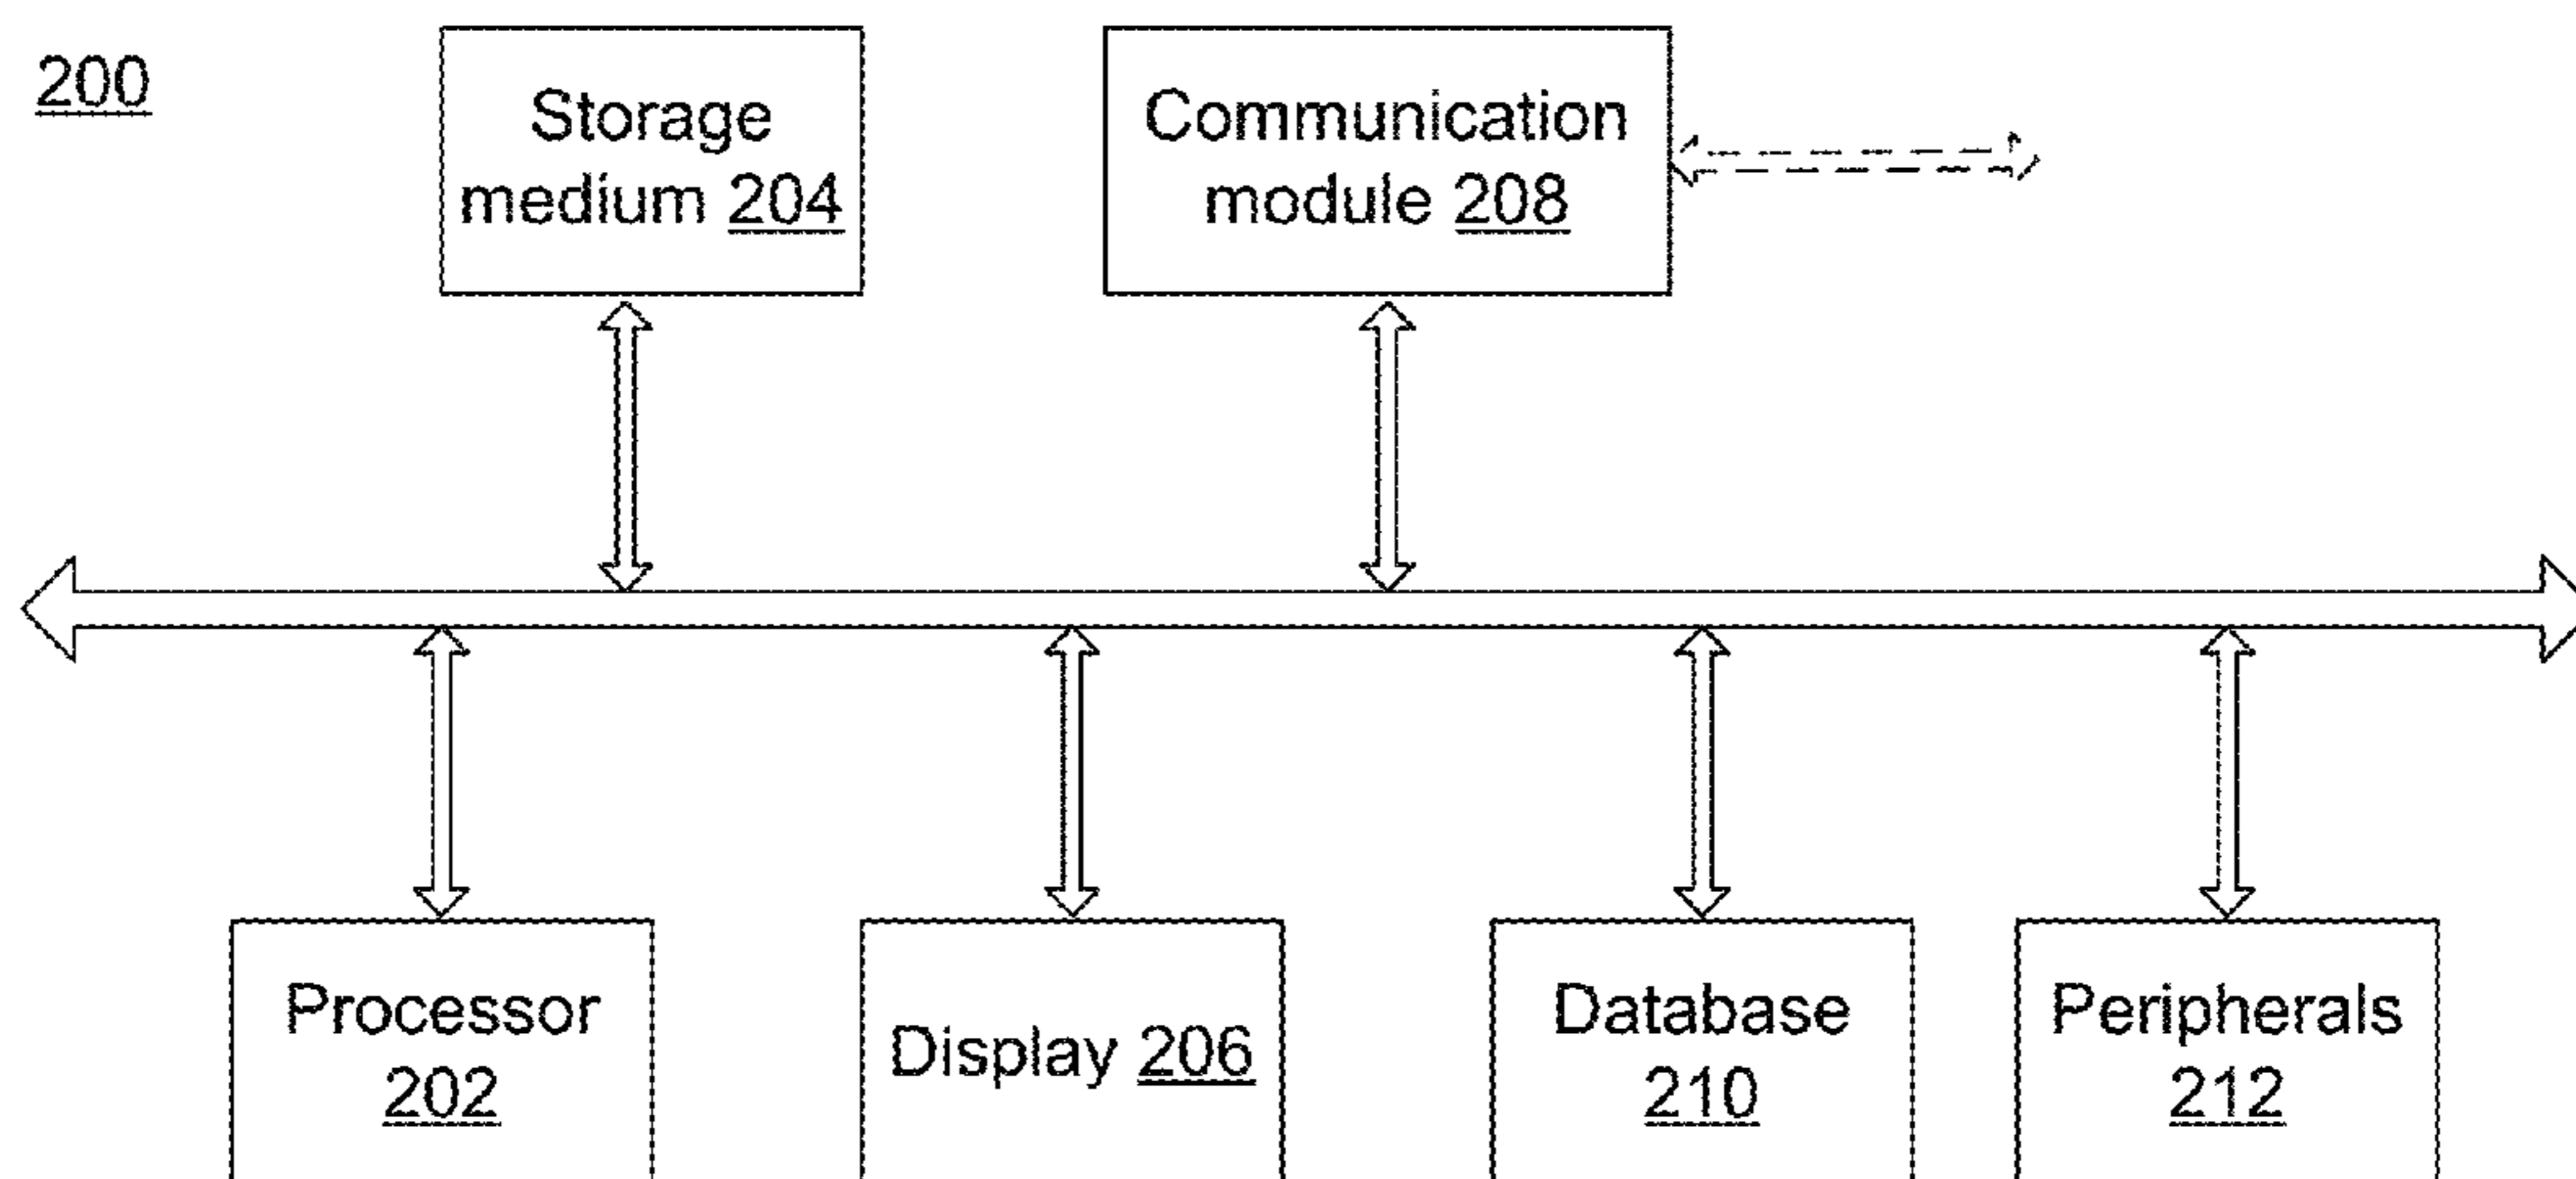 200
Storage
medium 204
Communication
module 208
Processor
202
Display 206
Database
210
Peripherals
212